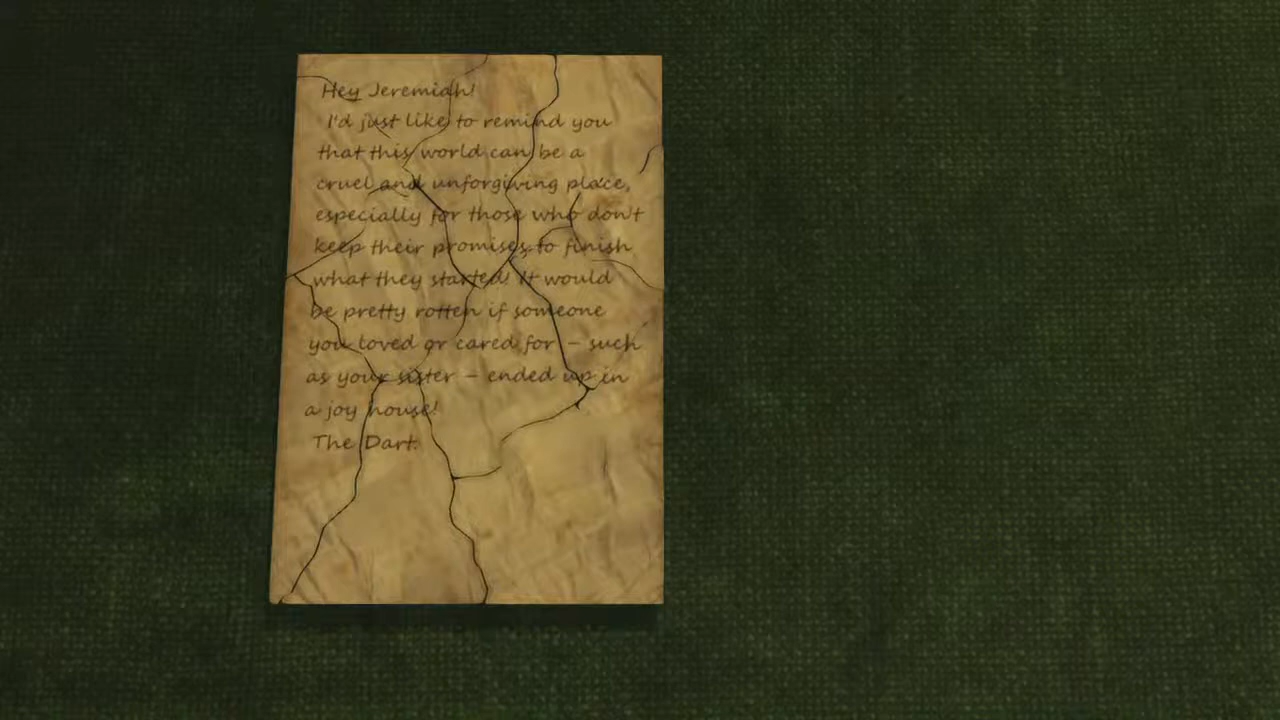 Hey Jeremiah!
I'd just like to remind you
that this world can be a
cruel and unforgiving place,
especially for those who don't
keep their promises to finish
what they started! It would
be pretty rotten if someone
you loved or cared for – such
as your sister – ended up in
a joy house!
The Dart.